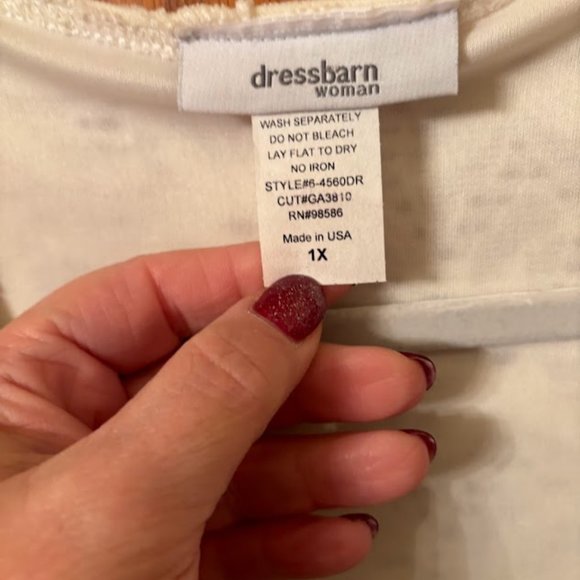 dressbarn
woman
WASH SEPARATELY
DO NOT BLEACH
LAY FLAT TO DRY
NO IRON
STYLE#6-4560DR
CUT#GA3810
RN#98586
Made in USA
1X